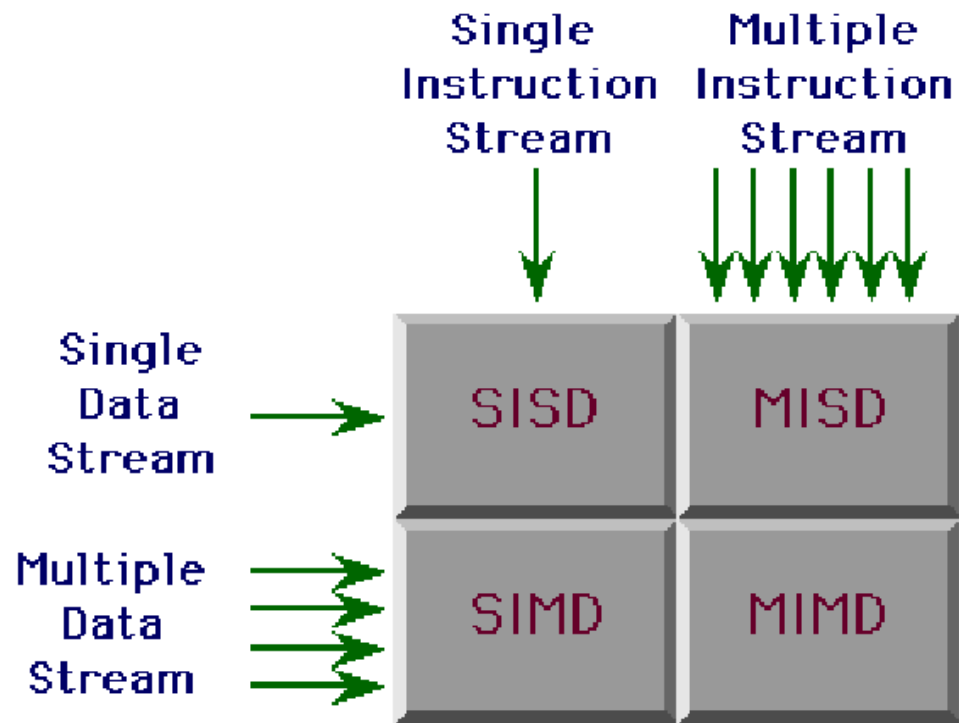 Single
Instruction
Stream
Multiple
Instruction
Stream
Single
Data
Stream
SISD
MISD
Multiple
Data
Stream
SIMD
MIMD